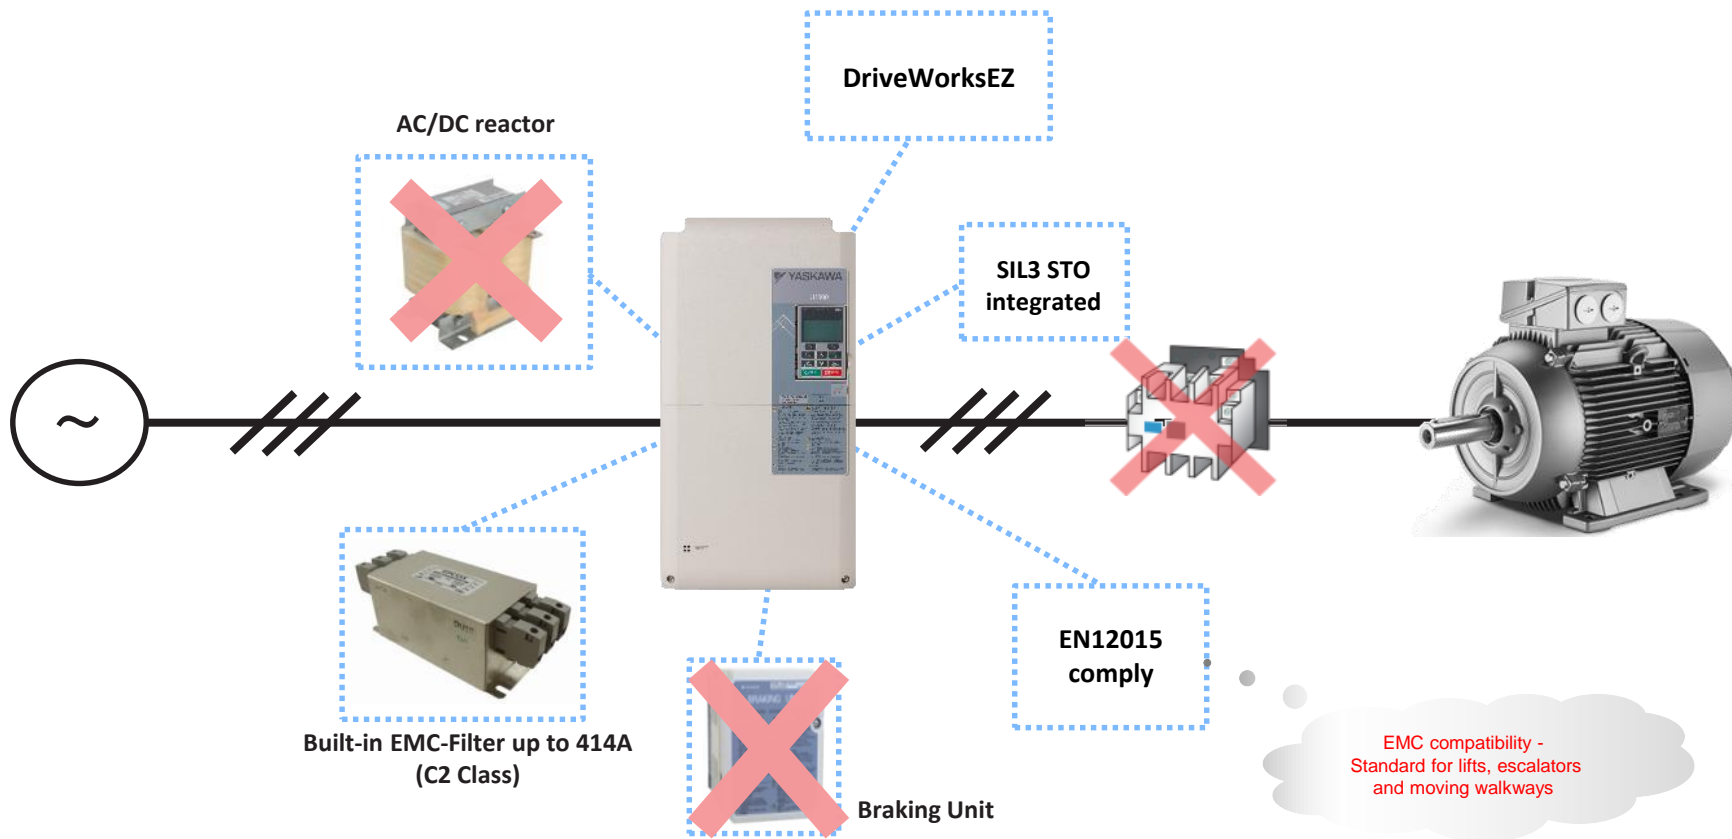 DriveWorksEZ
AC/DC reactor
SIL3 STO
integrated
YASKAWA
~
EN12015
comply
Built-in EMC-Filter up to 414A
(C2 Class)
BRAKING
Braking Unit
EMC compatibility -
Standard for lifts, escalators
and moving walkways